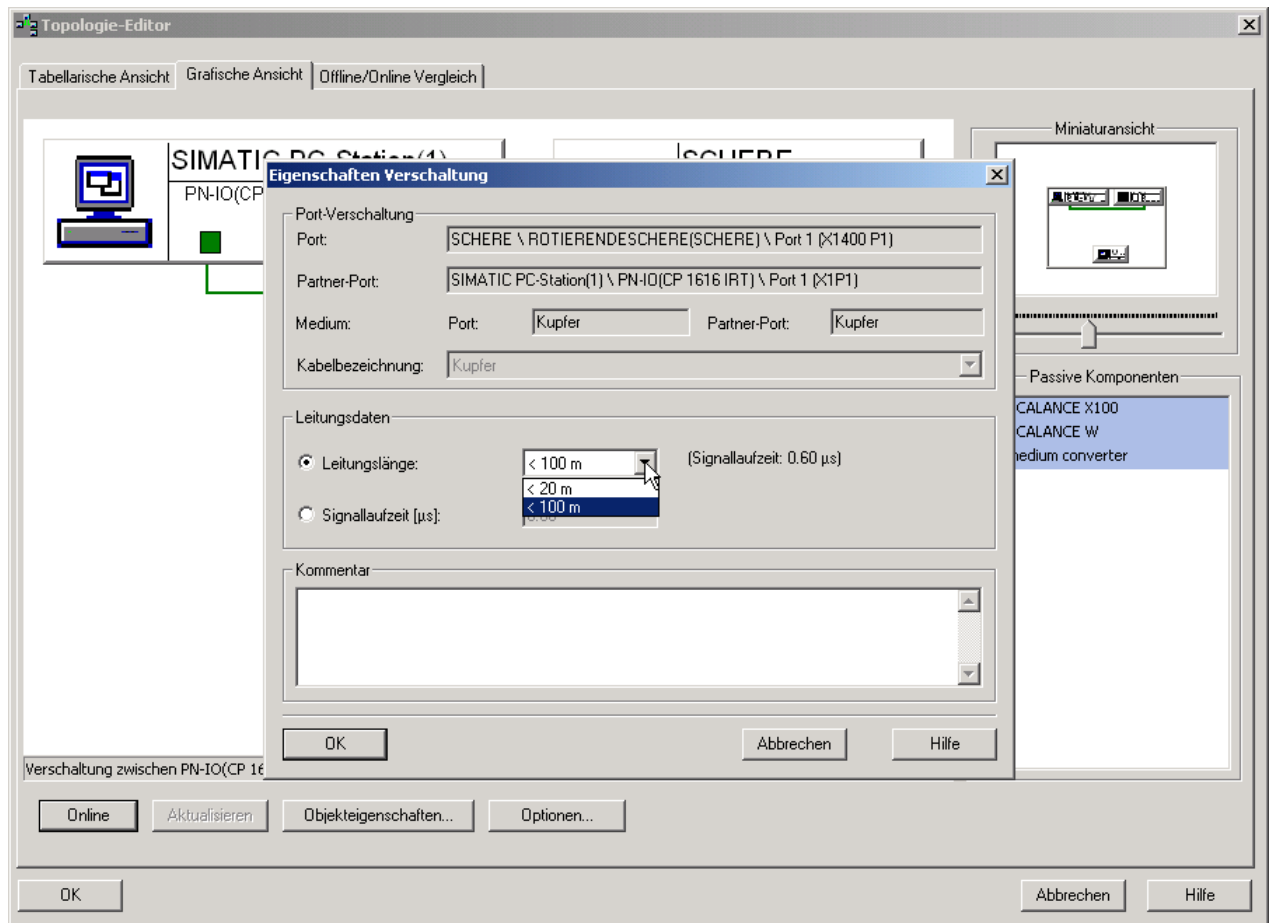 Topologie-Editor
Tabellarische Ansicht
Grafische Ansicht
Offline/Online Vergleich
SIMATIC PC-Station(1)
SCHERE
PN-IO(CP
Miniaturansicht
Eigenschaften Verschaltung
Port-Verschaltung
Port: SCHERE \ ROTIERENDESCHERE(SCHERE) \ Port 1 (X1400 P1)
Partner-Port: SIMATIC PC-Station(1) \ PN-IO(CP 1616 IRT) \ Port 1 (X1P1)
Medium: Port: Kupfer Partner-Port: Kupfer
Kabelbezeichnung: Kupfer
Leitungsdaten
Leitungslänge: < 100 m (Signallaufzeit: 0.60 µs)
< 20 m
< 100 m
Signallaufzeit [µs]:
Kommentar
OK Abbrechen Hilfe
Passive Komponenten
CALANCE X100
CALANCE W
medium converter
Verschaltung zwischen PN-IO(CP 16
Online Aktualisieren Objekteigenschaften... Optionen...
OK Abbrechen Hilfe